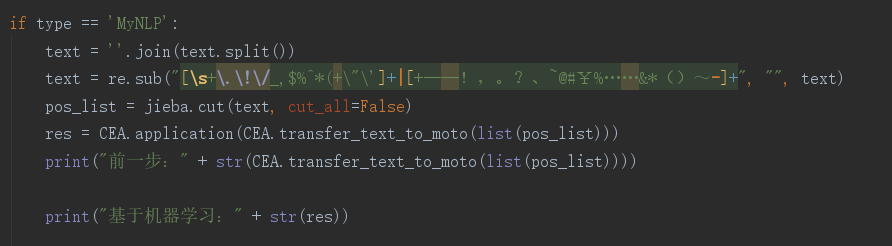 if type == 'MyNLP':
text = ''.join(text.split())
text = re.sub("[\s+\.\!\/_,$%^*(+\"\']+|[+——！，。？、~@#￥%……&*（）～-]+", "", text)
pos_list = jieba.cut(text, cut_all=False)
res = CEA.application(CEA.transfer_text_to_moto(list(pos_list)))
print("前一步：" + str(CEA.transfer_text_to_moto(list(pos_list))))
print("基于机器学习：" + str(res))